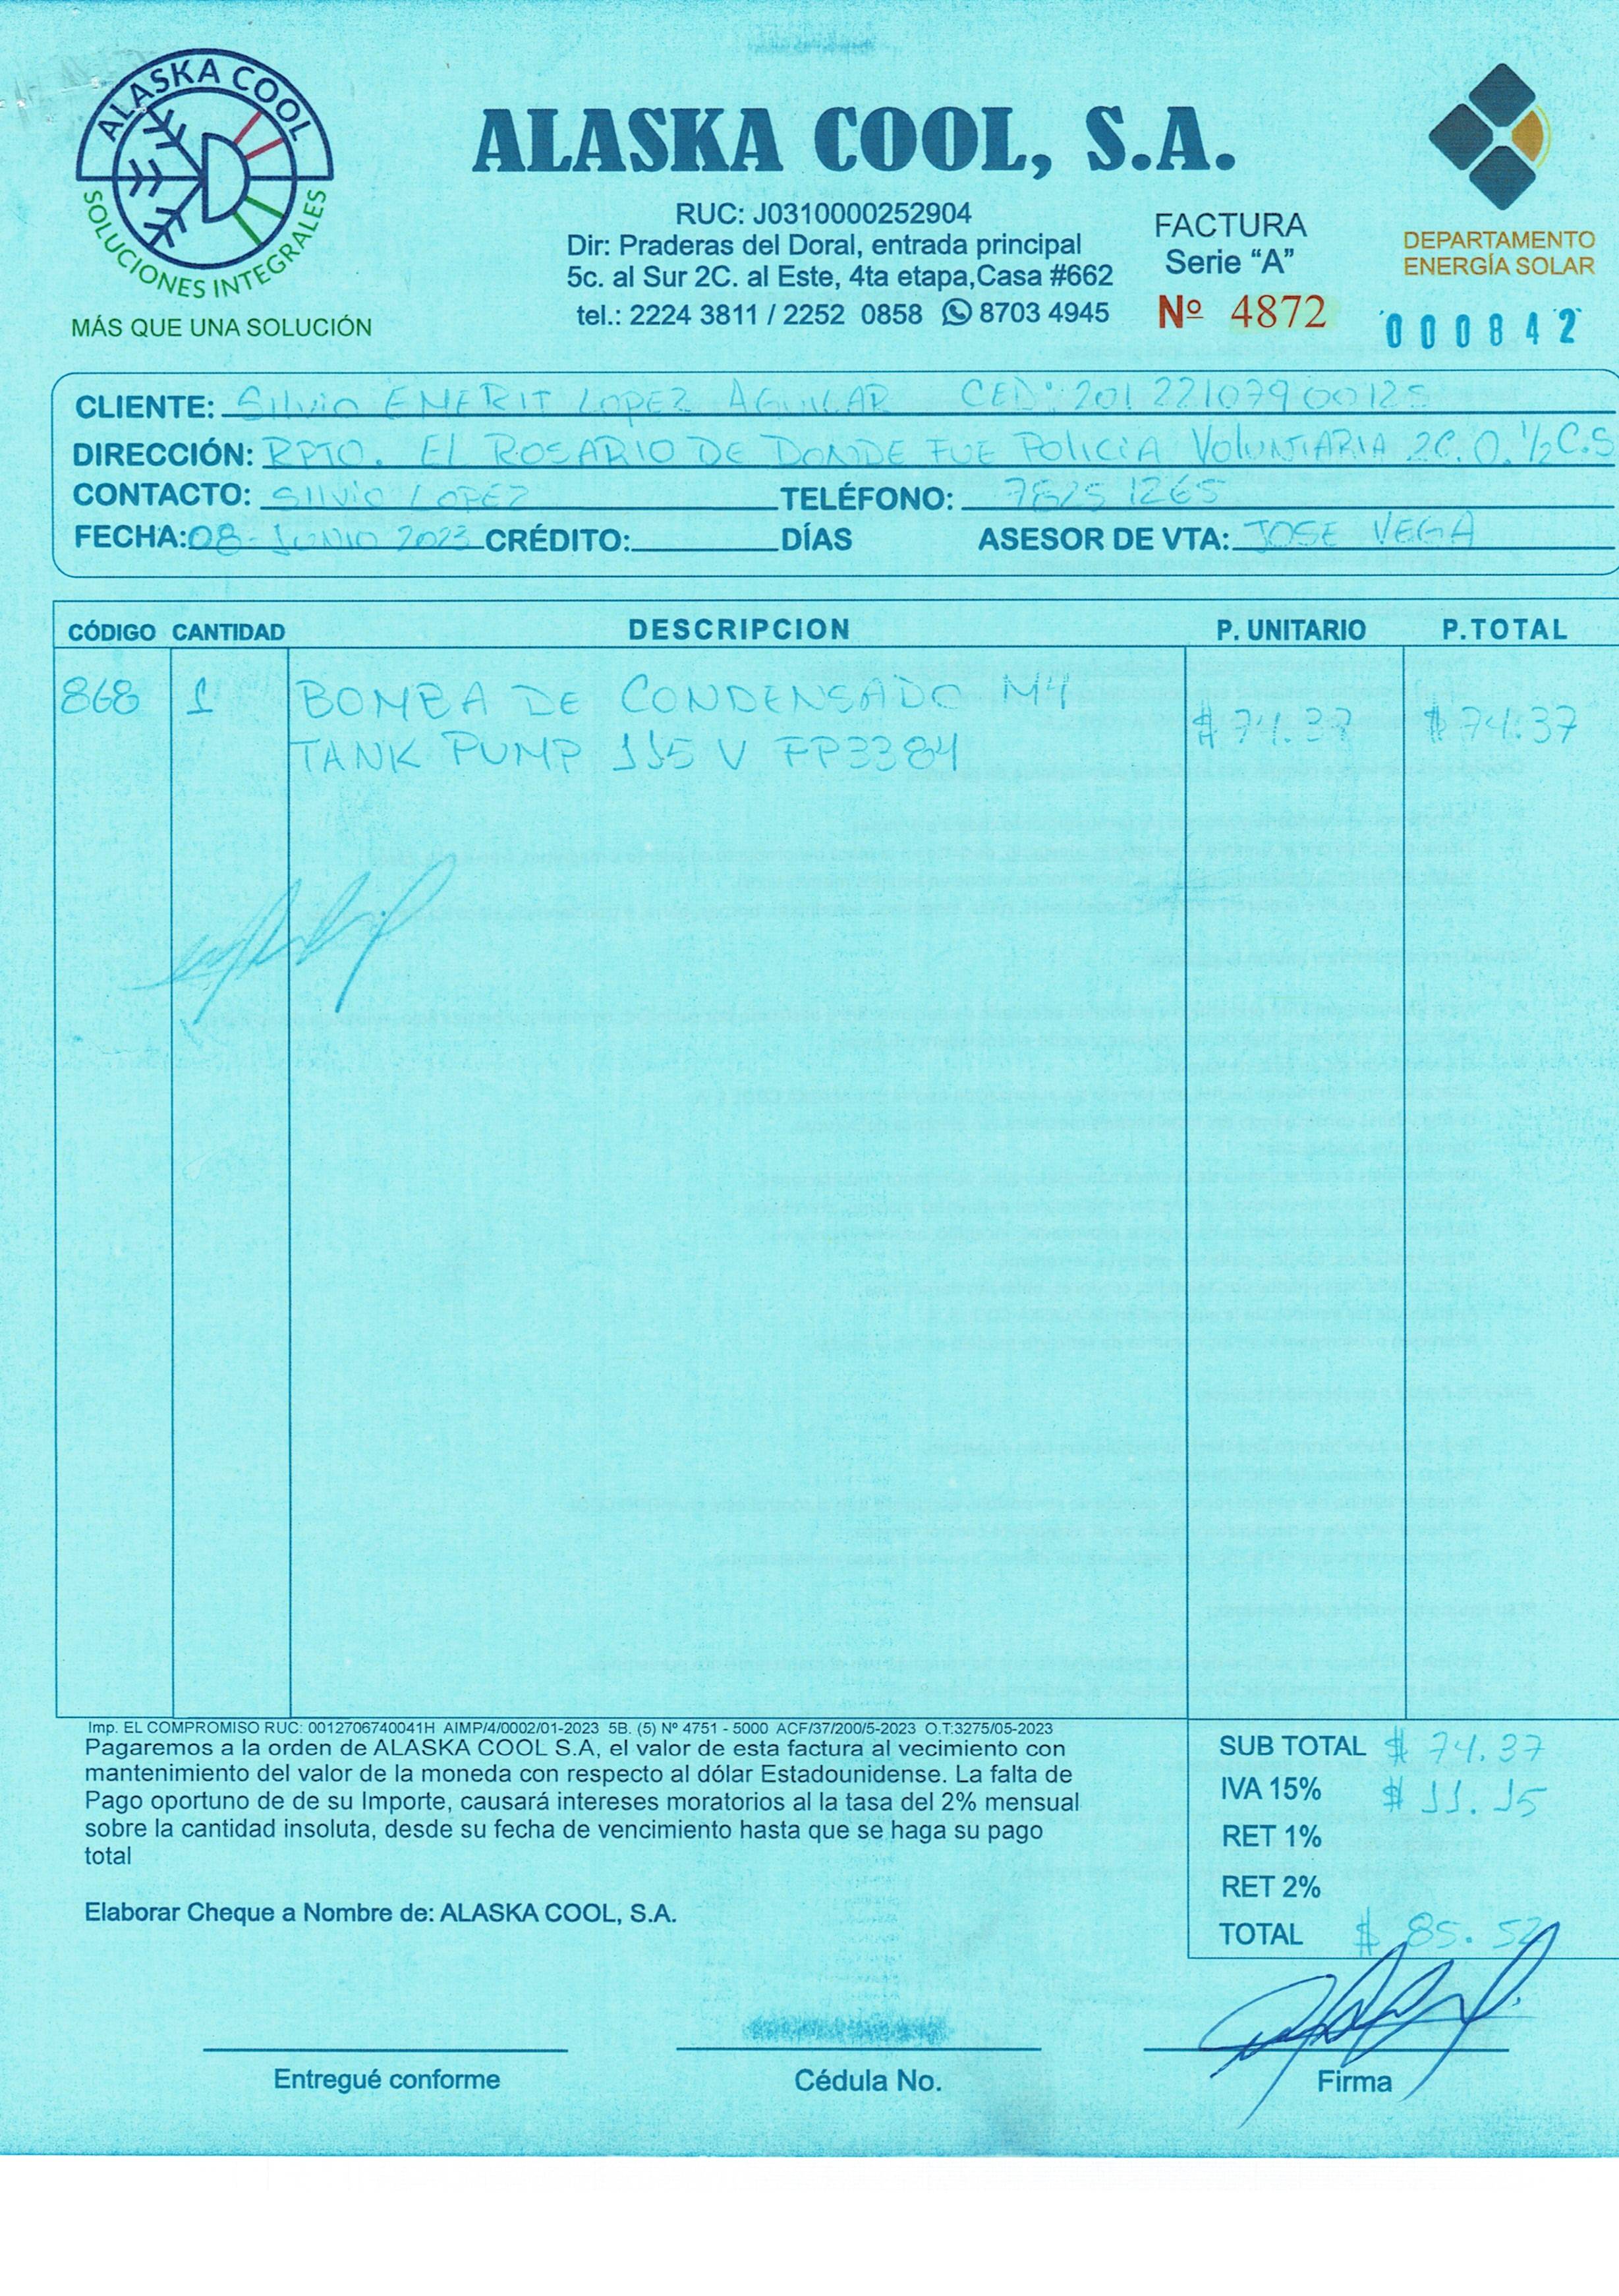 ALASKA COOL
SOLUCIONES INTEGRALES
MÁS QUE UNA SOLUCIÓN
ALASKA COOL, S.A.
RUC: J0310000252904
Dir: Praderas del Doral, entrada principal
5c. al Sur 2C. al Este, 4ta etapa,Casa #662
tel.: 2224 3811 / 2252 0858 8703 4945
FACTURA
Serie "A"
Nº 4872
DEPARTAMENTO
ENERGÍA SOLAR
000842
CLIENTE: Silvio EMERIT LOPEZ AGUILAR CED: 201 221079 0012S
DIRECCIÓN: RPTO. EL ROSARIO DE DONDE FUE POLICIA VOLUNTARIA 2C.O. ½C.S
CONTACTO: SILVIO LOPEZ TELÉFONO: 7825 1265
FECHA: 08-JUNIO 2023 CRÉDITO: DÍAS ASESOR DE VTA: JOSE VEGA
CÓDIGO CANTIDAD DESCRIPCION P. UNITARIO P.TOTAL
868 1 BOMBA DE CONDENSADO M4 $ 74.37 $ 74.37
TANK PUMP 115 V FP3384
Imp. EL COMPROMISO RUC: 0012706740041H AIMP/4/0002/01-2023 5B. (5) Nº 4751 - 5000 ACF/37/200/5-2023 O.T:3275/05-2023
Pagaremos a la orden de ALASKA COOL S.A, el valor de esta factura al vecimiento con
mantenimiento del valor de la moneda con respecto al dólar Estadounidense. La falta de
Pago oportuno de de su Importe, causará intereses moratorios al la tasa del 2% mensual
sobre la cantidad insoluta, desde su fecha de vencimiento hasta que se haga su pago
total
Elaborar Cheque a Nombre de: ALASKA COOL, S.A.
SUB TOTAL $ 74.37
IVA 15% $ 11.15
RET 1%
RET 2%
TOTAL $ 85.52
Entregué conforme
Cédula No.
Firma